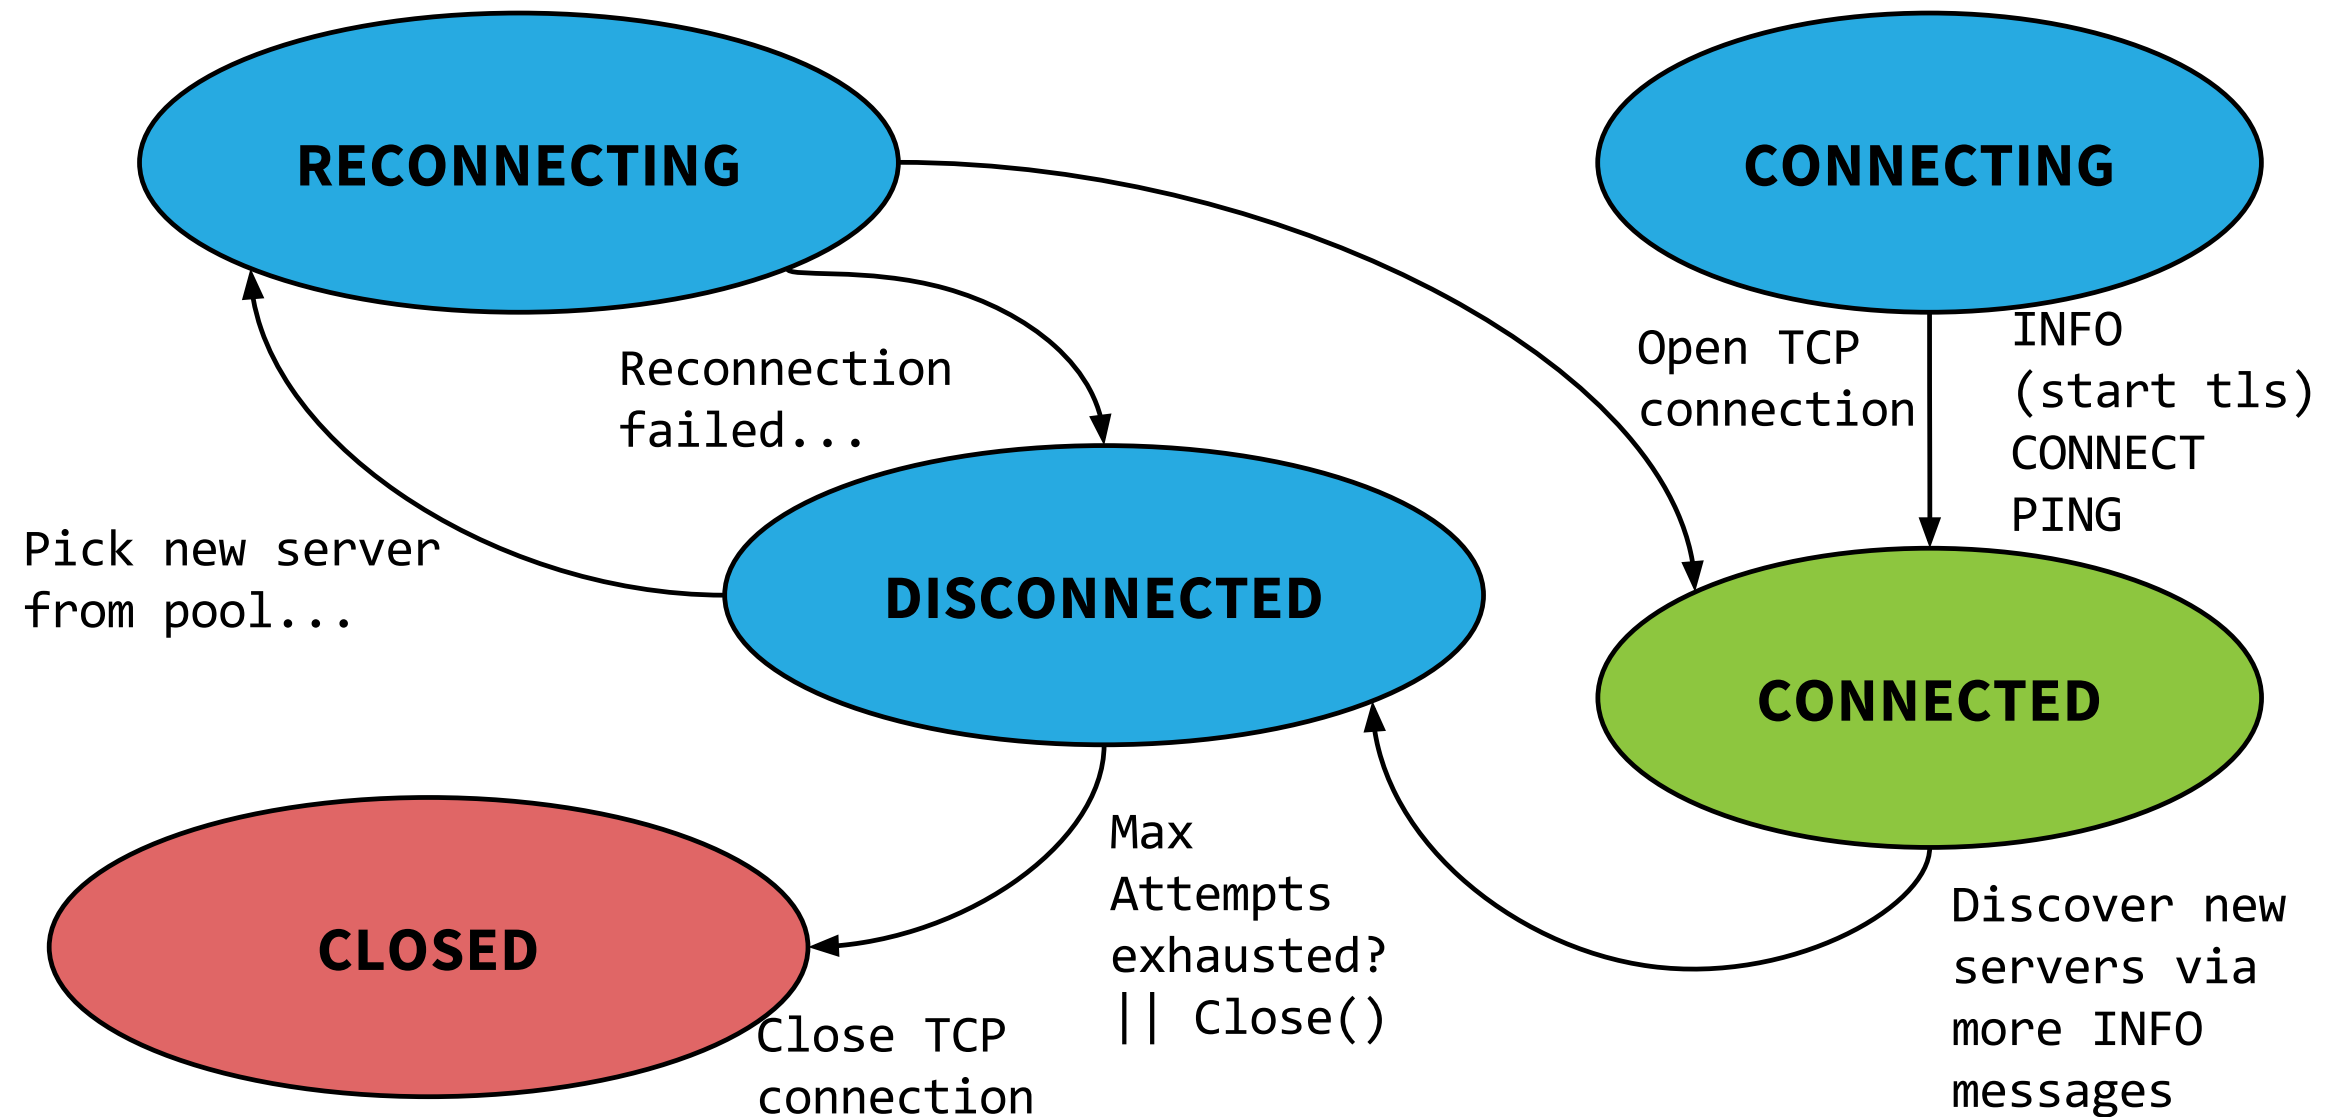 RECONNECTING
CONNECTING
Open TCP
connection
INFO
(start tls)
CONNECT
PING
Reconnection
failed...
Pick new server
from pool...
DISCONNECTED
CONNECTED
CLOSED
Max
Attempts
exhausted?
|| Close()
Close TCP
connection
Discover new
servers via
more INFO
messages